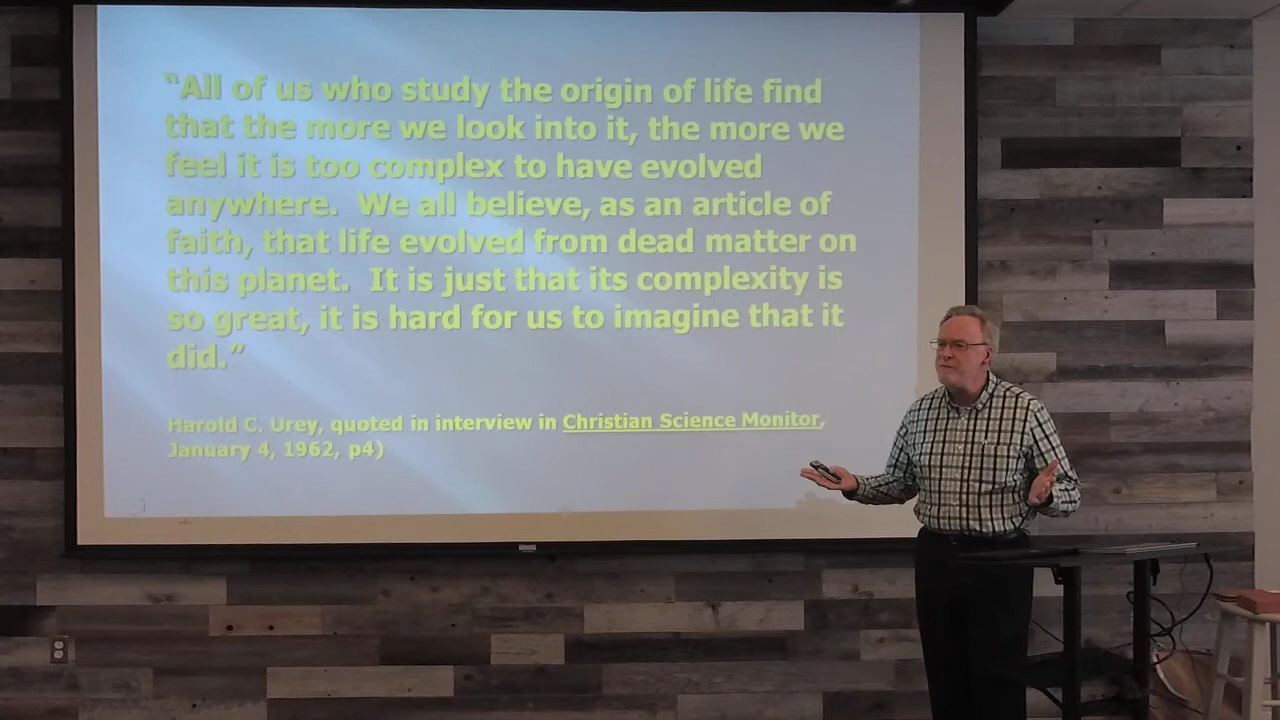 “All of us who study the origin of life find
that the more we look into it, the more we
feel it is too complex to have evolved
anywhere.  We all believe, as an article of
faith, that life evolved from dead matter on
this planet.  It is just that its complexity is
so great, it is hard for us to imagine that it
did.”
Harold C. Urey, quoted in interview in Christian Science Monitor,
January 4, 1962, p4)